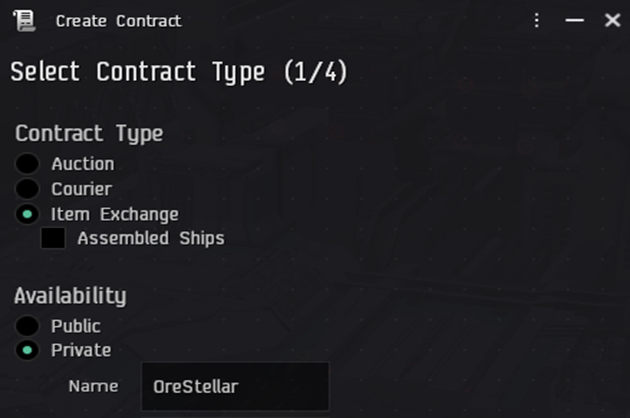 Create Contract
Select Contract Type (1/4)
Contract Type
Auction
Courier
Item Exchange
Assembled Ships
Availability
Public
Private
Name OreStellar